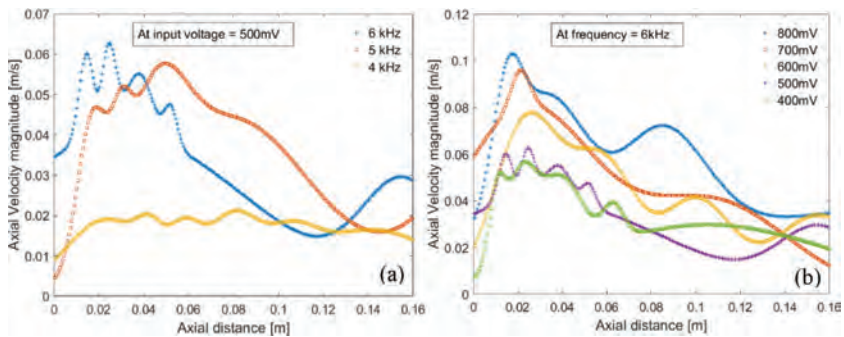 At input voltage = 500mV
6 kHz
5 kHz
4 kHz
0.07
0.06
0.05
0.04
0.03
0.02
0.01
0
Axial Velocity magnitude [m/s]
0 0.02 0.04 0.06 0.08 0.10 0.12 0.14 0.16
Axial distance [m]
(a)
At frequency = 6kHz
800mV
700mV
600mV
500mV
400mV
0.12
0.1
0.08
0.06
0.04
0.02
0
Axial Velocity magnitude [m/s]
0 0.02 0.04 0.06 0.08 0.1 0.12 0.14 0.16
Axial distance [m]
(b)